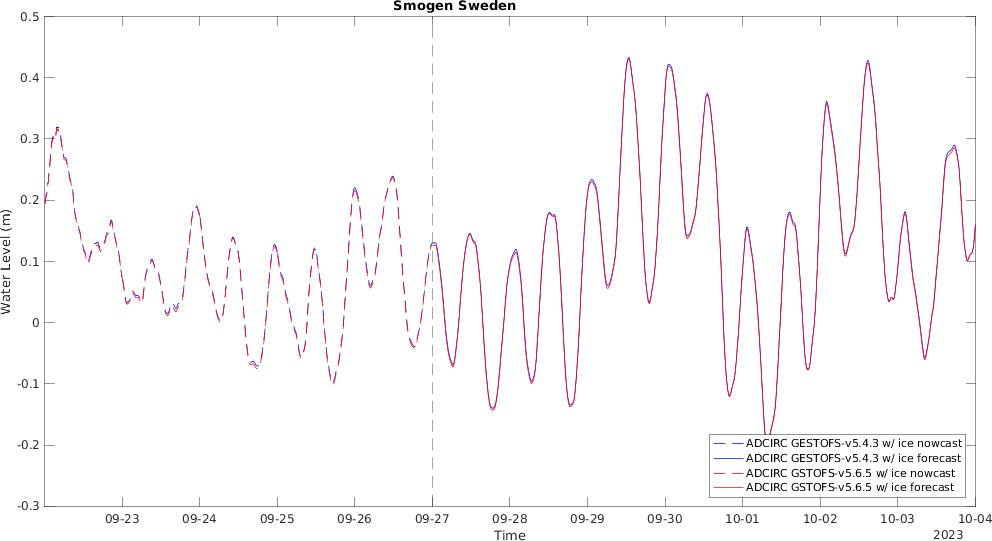 Smogen Sweden
Water Level (m)
0.5
0.4
0.3
0.2
0.1
0
-0.1
-0.2
-0.3
ADCIRC GESTOFS-v5.4.3 w/ ice nowcast
ADCIRC GESTOFS-v5.4.3 w/ ice forecast
ADCIRC GSTOFS-v5.6.5 w/ ice nowcast
ADCIRC GSTOFS-v5.6.5 w/ ice forecast
09-23 09-24 09-25 09-26 09-27 09-28 09-29 09-30 10-01 10-02 10-03 10-04
Time
2023